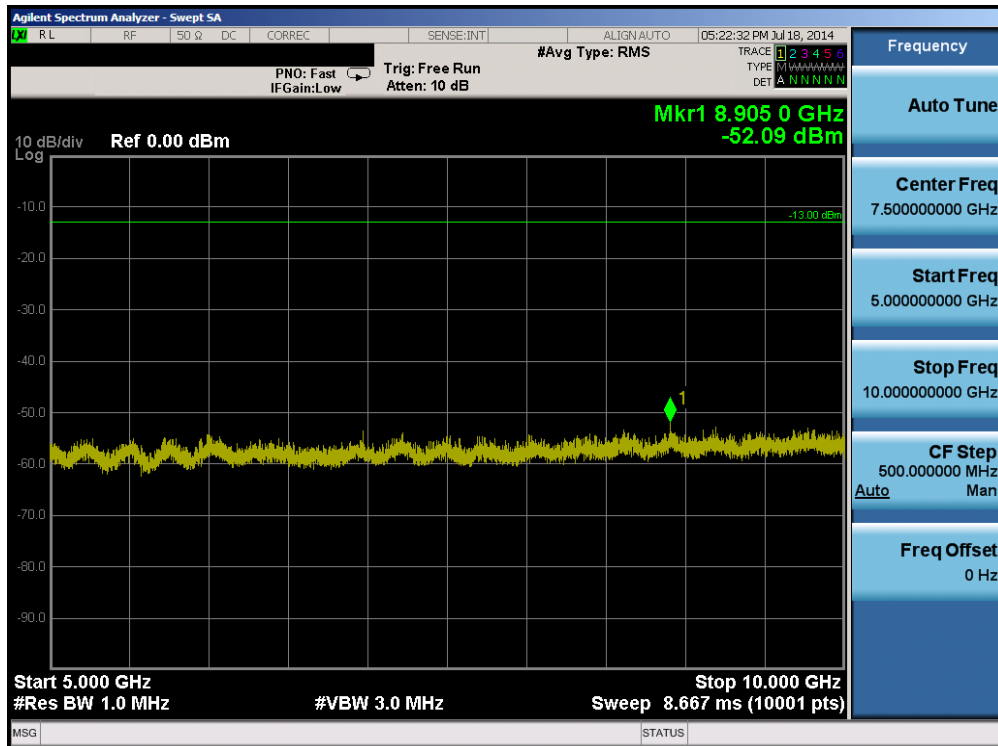 Agilent Spectrum Analyzer - Swept SA
LXI RL RF 50 Ω DC CORREC SENSE:INT ALIGN AUTO 05:22:32 PM Jul 18, 2014
#Avg Type: RMS
TRACE 1 2 3 4 5 6
PNO: Fast Trig: Free Run
TYPE M WWWWW
IFGain:Low Atten: 10 dB
DET A N N N N N
Mkr1 8.905 0 GHz
-52.09 dBm
10 dB/div Ref 0.00 dBm
Log
-10.0
-13.00 dBm
-20.0
-30.0
-40.0
1
-50.0
-60.0
-70.0
-80.0
-90.0
Start 5.000 GHz Stop 10.000 GHz
#Res BW 1.0 MHz #VBW 3.0 MHz Sweep 8.667 ms (10001 pts)
MSG STATUS
Frequency
Auto Tune
Center Freq
7.500000000 GHz
Start Freq
5.000000000 GHz
Stop Freq
10.000000000 GHz
CF Step
500.000000 MHz
Auto Man
Freq Offset
0 Hz